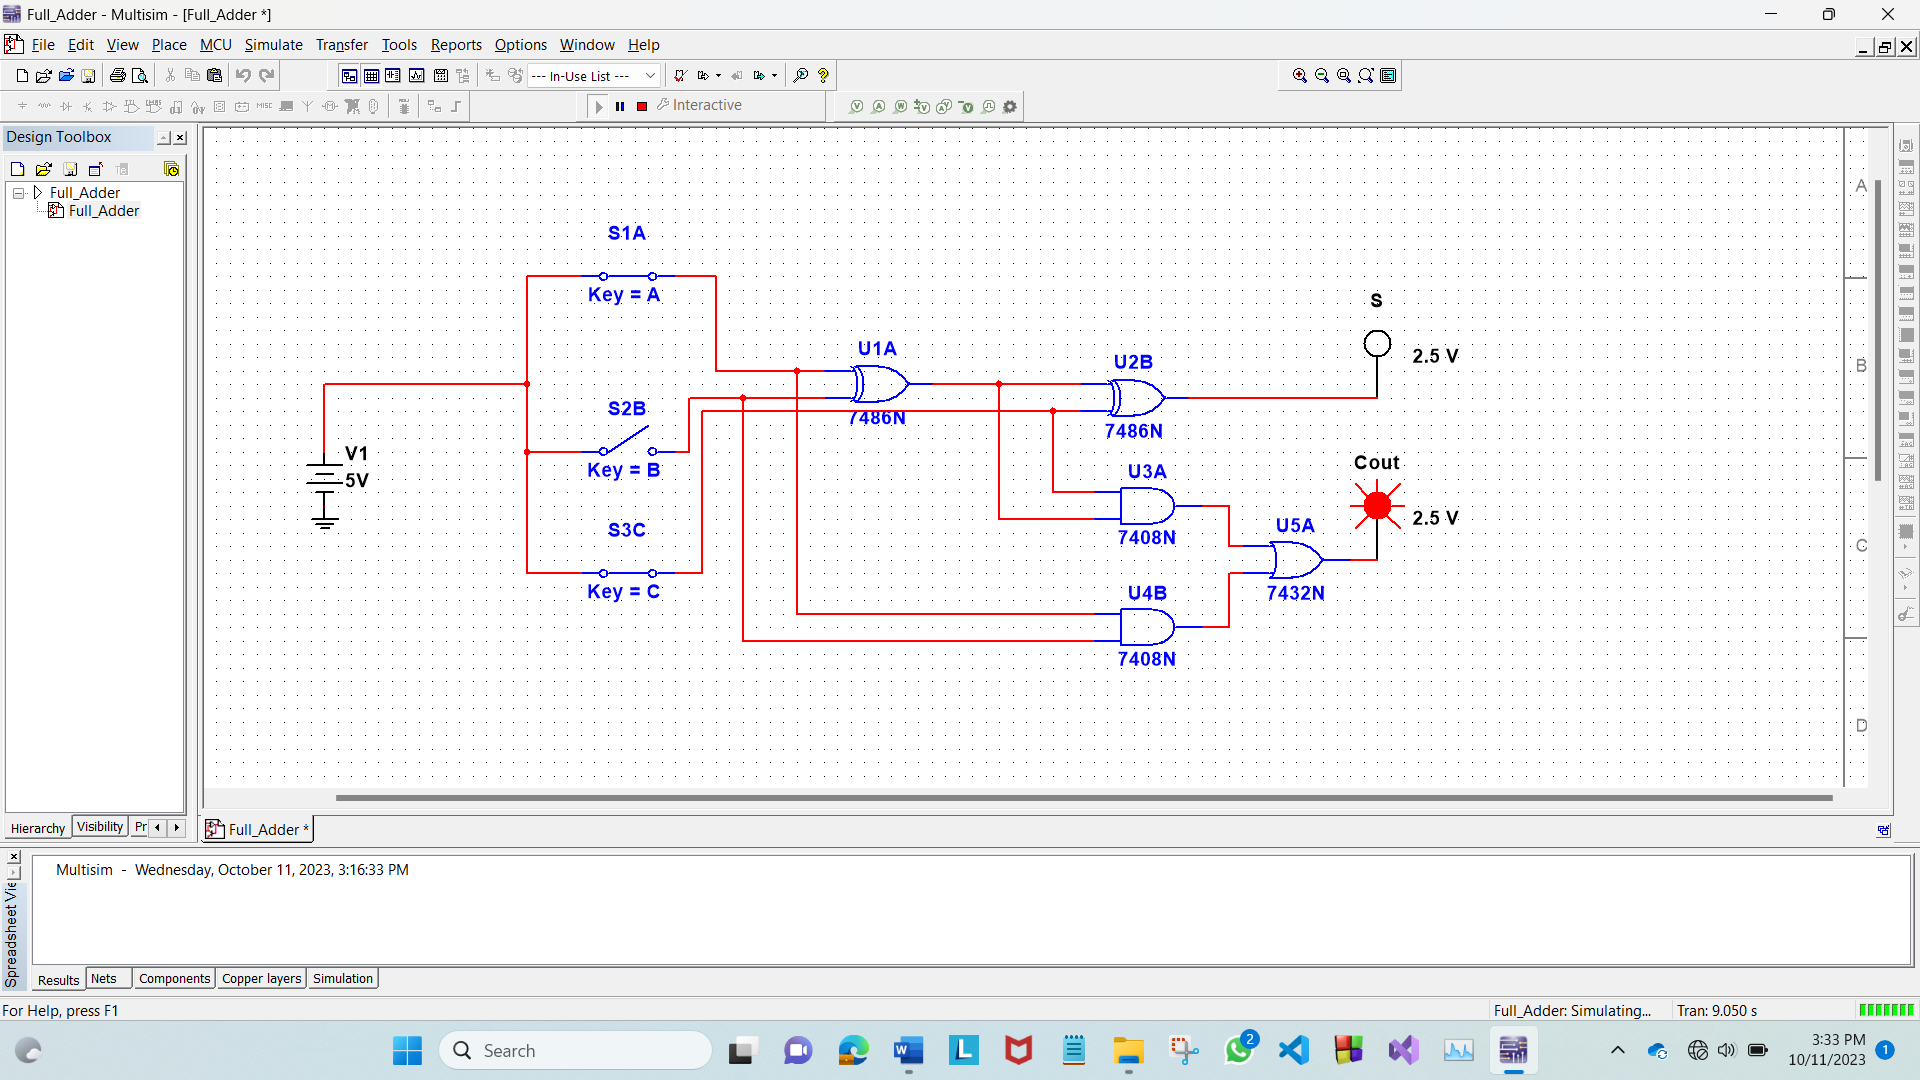 Full_Adder - Multisim - [Full_Adder *]
File Edit View Place MCU Simulate Transfer Tools Reports Options Window Help
--- In-Use List ---
MISC
Interactive
Design Toolbox
Full_Adder
Full_Adder
S1A
Key = A
S2B
Key = B
S3C
Key = C
V1
5V
U1A
7486N
U2B
7486N
U3A
7408N
U4B
7408N
U5A
7432N
S
2.5 V
Cout
2.5 V
A
B
C
D
Hierarchy Visibility Pr
Full_Adder *
Multisim - Wednesday, October 11, 2023, 3:16:33 PM
Spreadsheet Vie
Results Nets Components Copper layers Simulation
For Help, press F1
Full_Adder: Simulating... Tran: 9.050 s
Search
2
3:33 PM
10/11/2023
1